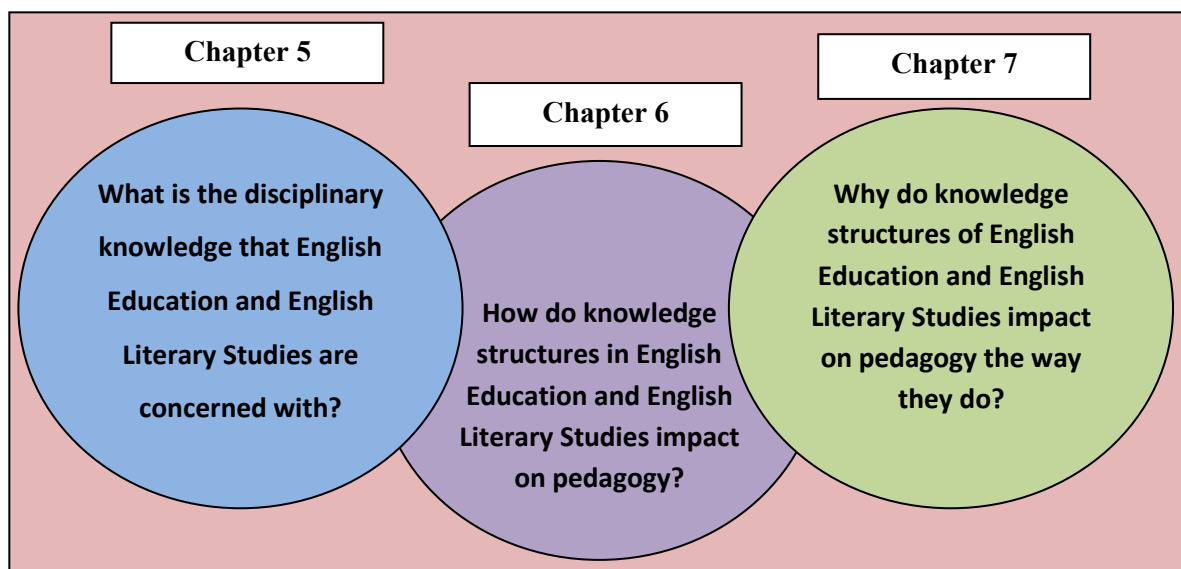 Chapter 5
What is the disciplinary
knowledge that English
Education and English
Literary Studies are
concerned with?
Chapter 6
How do knowledge
structures in English
Education and English
Literary Studies impact
on pedagogy?
Chapter 7
Why do knowledge
structures of English
Education and English
Literary Studies impact
on pedagogy the way
they do?